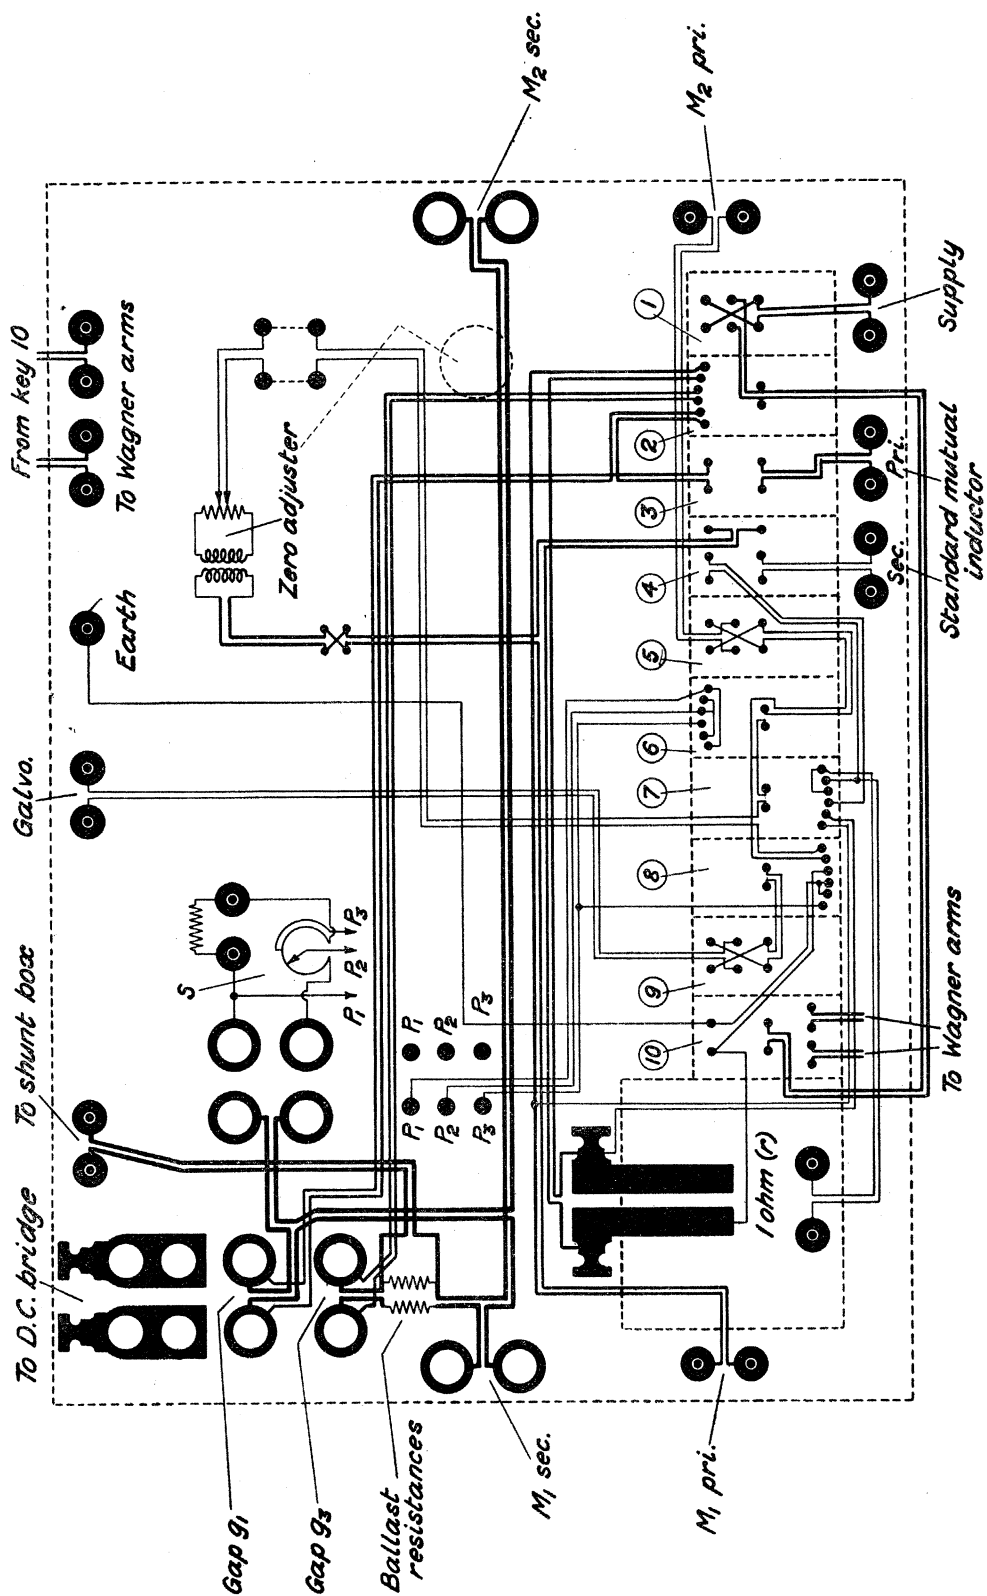 To D.C. bridge
To shunt box
Galvo.
Earth
From key 10
To Wagner arms
Gap g₁
Gap g₃
Ballast
resistances
S
P₁
P₂
P₃
Zero adjuster
P₁
P₂
P₃
P₁
P₂
P₃
M₁ sec.
M₂ sec.
M₁ pri.
M₂ pri.
1 ohm (r)
10
9
8
7
6
5
4
3
2
1
To Wagner arms
Sec.
Pri.
Standard mutual
inductor
Supply